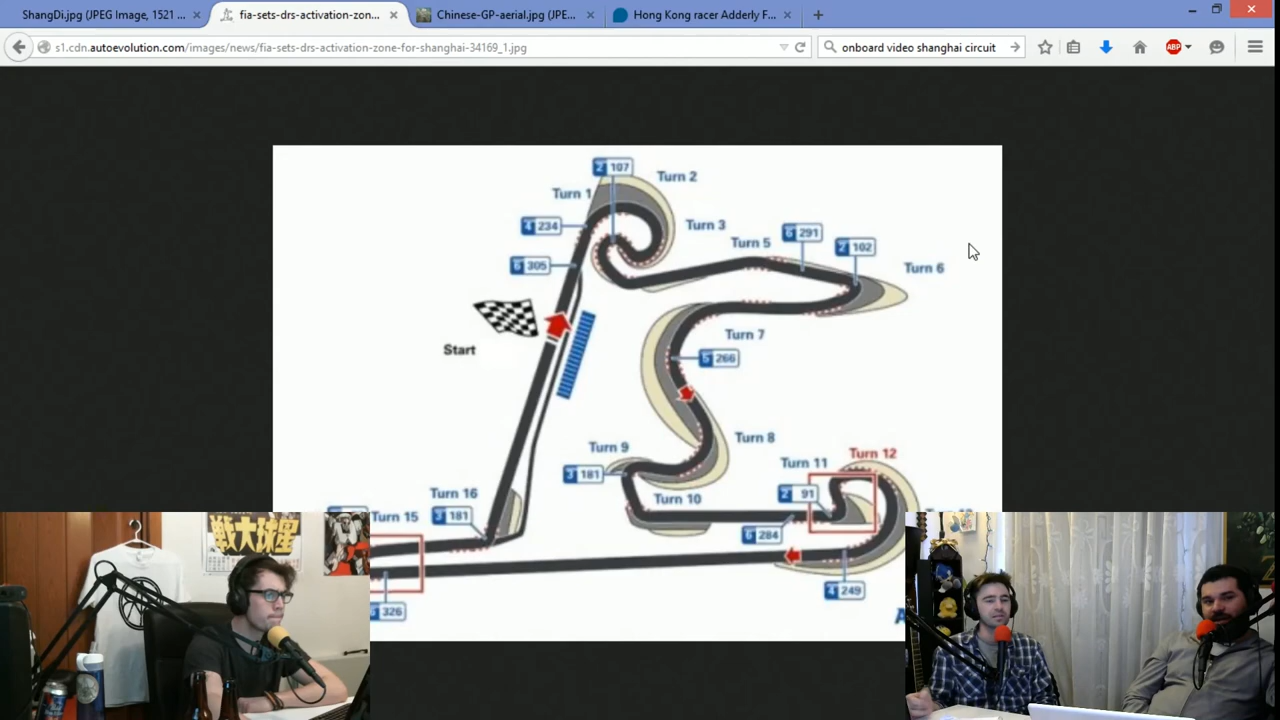 ShangDi.jpg (JPEG Image, 1521 ...
fia-sets-drs-activation-zon...
Chinese-GP-aerial.jpg (JPE...
Hong Kong racer Adderly F...
s1.cdn.autoevolution.com/images/news/fia-sets-drs-activation-zone-for-shanghai-34169_1.jpg
onboard video shanghai circuit
ABP
2 107
Turn 2
Turn 1
4 234
Turn 3
6 291
Turn 5
2 102
6 305
Turn 6
Start
Turn 7
5 266
Turn 8
Turn 9
Turn 12
Turn 11
3 181
2 91
Turn 10
Turn 16
Turn 15
3 181
6 284
4 249
326
戦大球星